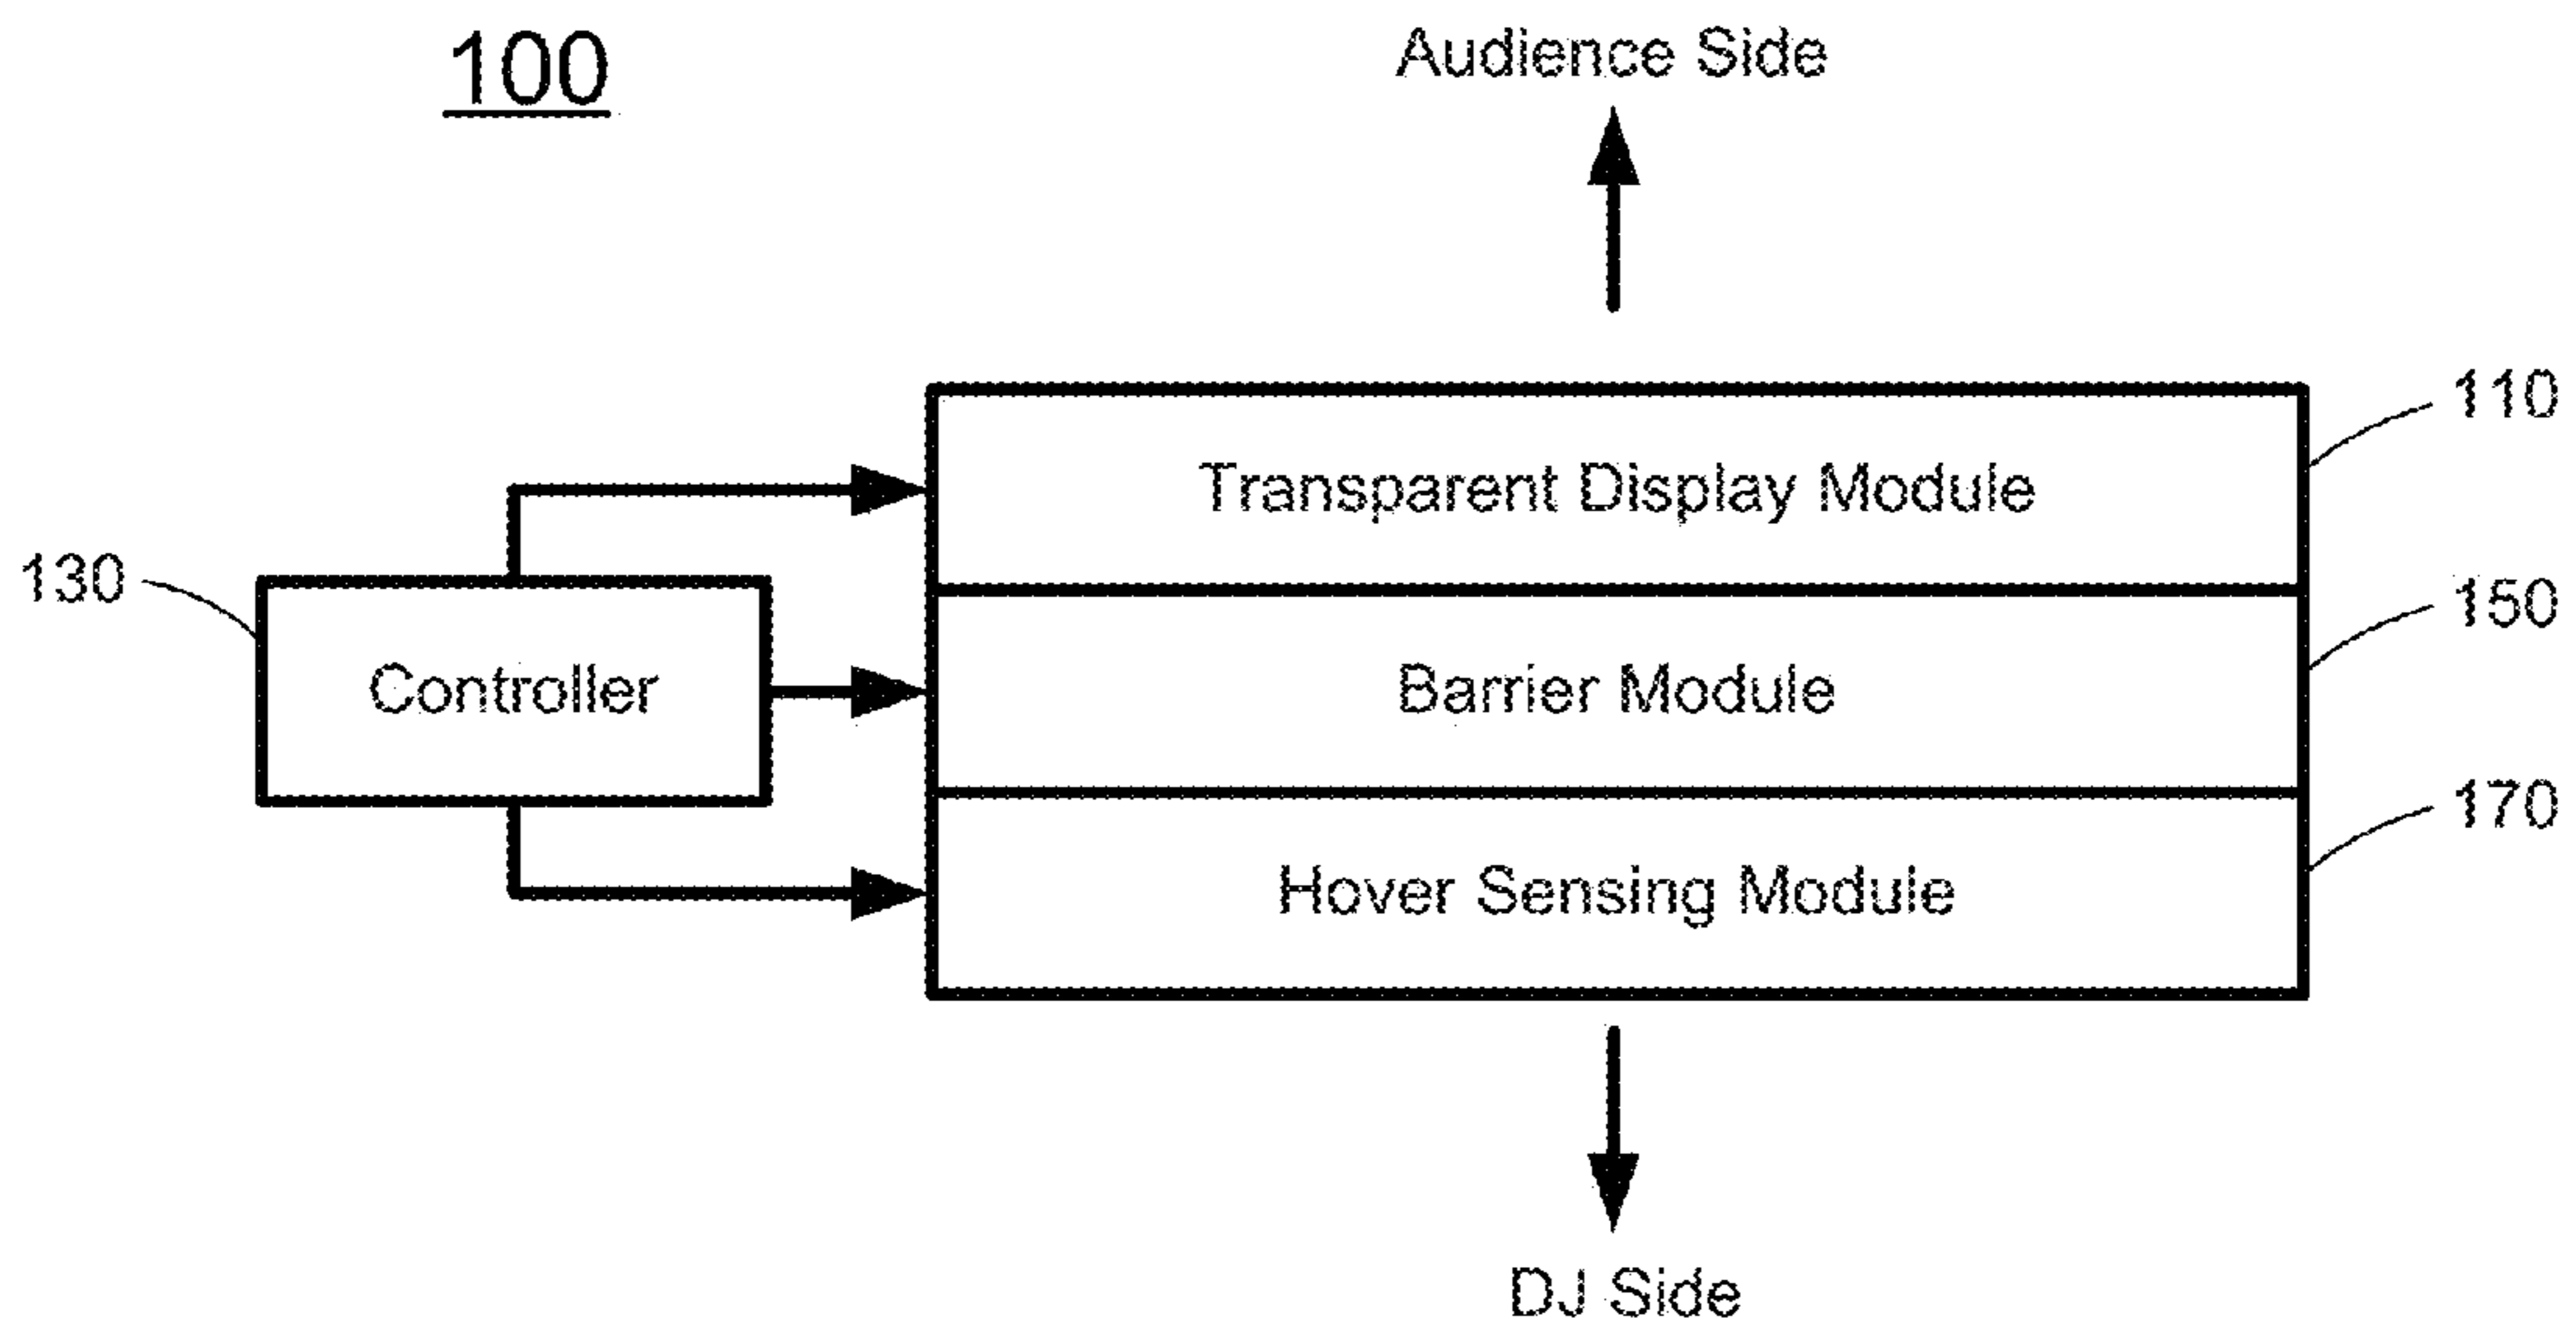 100
Audience Side
110
Transparent Display Module
130
150
Controller
Barrier Module
170
Hover Sensing Module
DJ Side